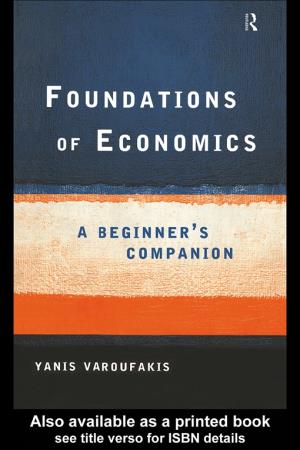 FOUNDATIONS
OF ECONOMICS
A BEGINNER'S
COMPANION
YANIS VAROUFAKIS
Also available as a printed book
see title verso for ISBN details